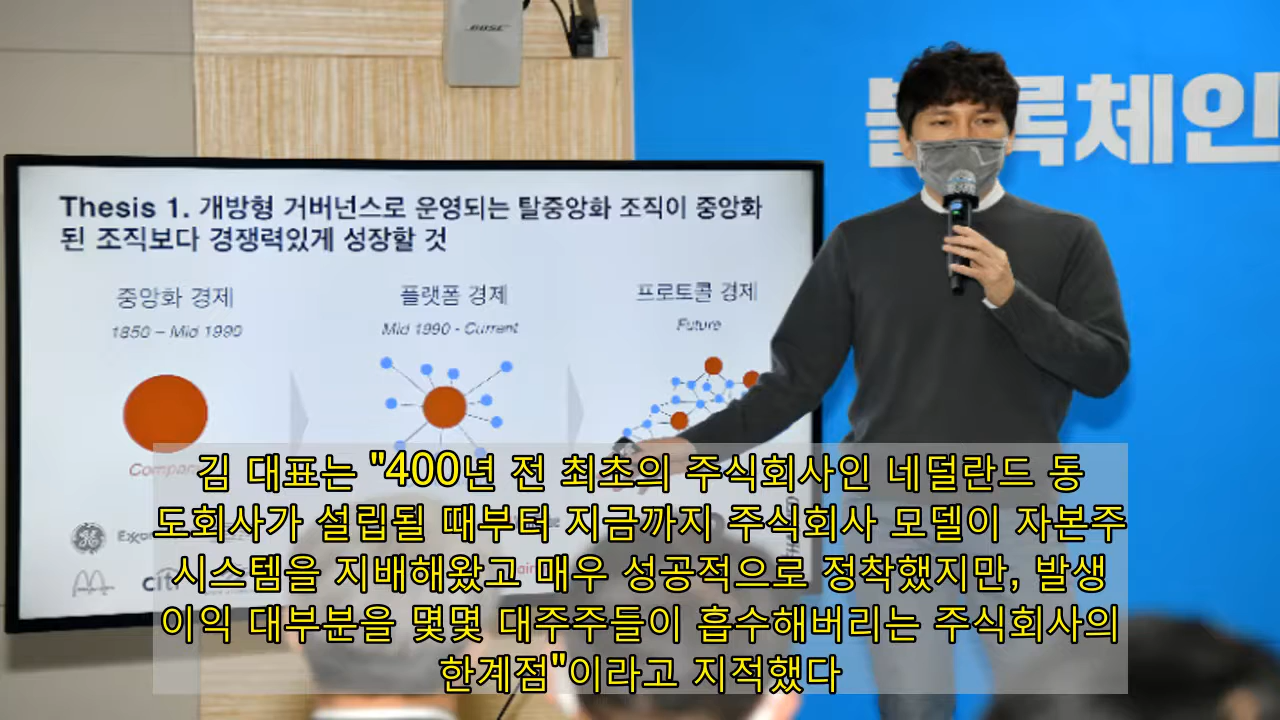 BOSE
블록체인
Thesis 1. 개방형 거버넌스로 운영되는 탈중앙화 조직이 중앙화
된 조직보다 경쟁력있게 성장할 것
중앙화 경제
플랫폼 경제
프로토콜 경제
1850 – Mid 1990
Mid 1990 - Current
Future
김 대표는 "400년 전 최초의 주식회사인 네덜란드 동
도회사가 설립될 때부터 지금까지 주식회사 모델이 자본주
시스템을 지배해왔고 매우 성공적으로 정착했지만, 발생
이익 대부분을 몇몇 대주주들이 흡수해버리는 주식회사의
한계점"이라고 지적했다
citi